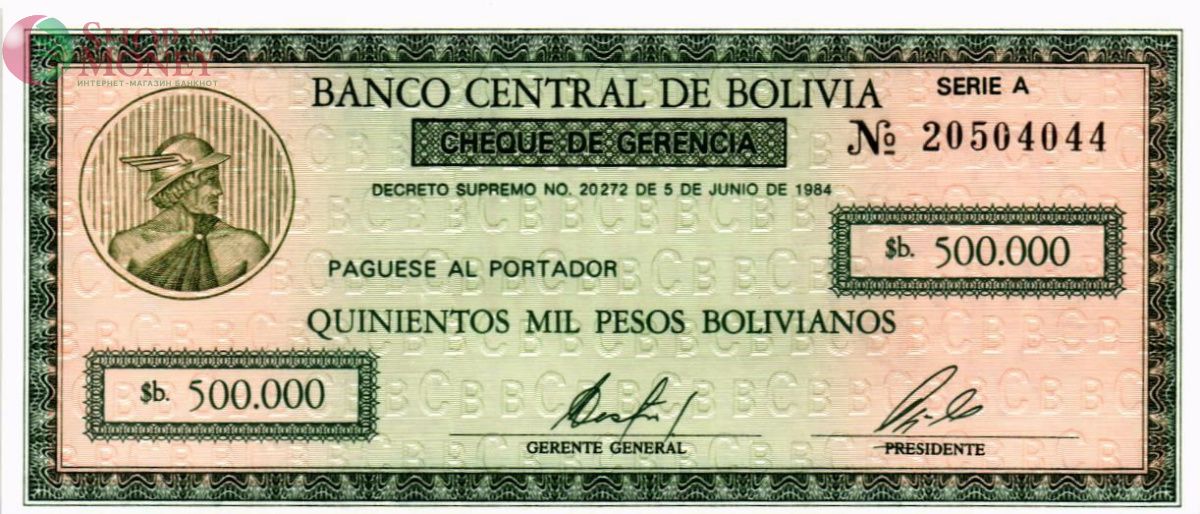 SHOP OF
MONEY
ИНТЕРНЕТ-МАГАЗИН БАНКНОТ
BANCO CENTRAL DE BOLIVIA
SERIE A
CHEQUE DE GERENCIA
Nº 20504044
DECRETO SUPREMO NO. 20272 DE 5 DE JUNIO DE 1984
$b. 500.000
PAGUESE AL PORTADOR
QUINIENTOS MIL PESOS BOLIVIANOS
$b. 500.000
GERENTE GENERAL
PRESIDENTE